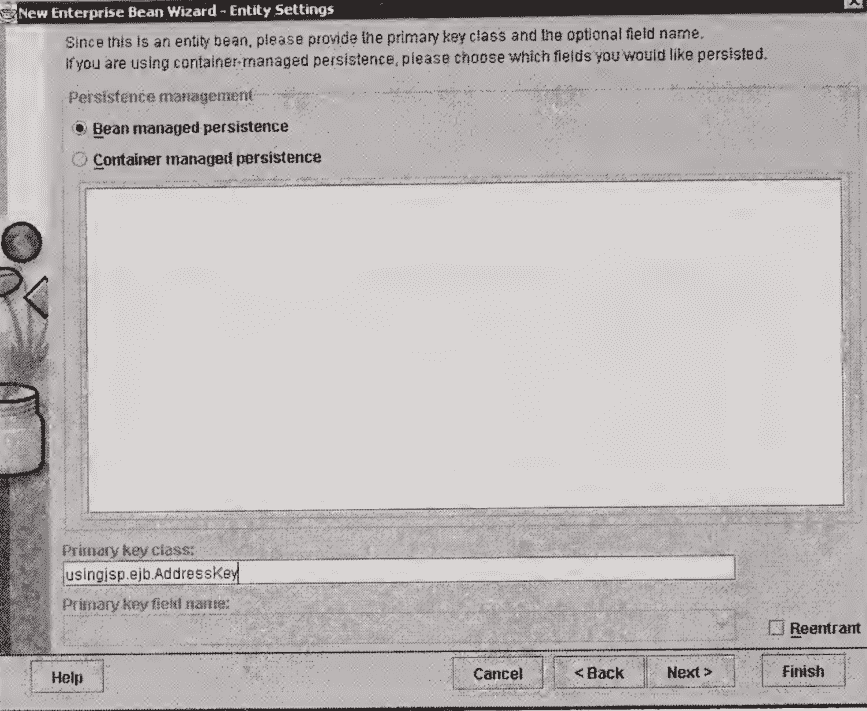 New Enterprise Bean Wizard - Entity Settings
Since this is an entity bean, please provide the primary key class and the optional field name.
If you are using container-managed persistence, please choose which fields you would like persisted.
Persistence management
Bean managed persistence
Container managed persistence
Primary key class:
usingjsp.ejb.AddressKey
Primary key field name:
Reentrant
Help
Cancel
< Back
Next >
Finish